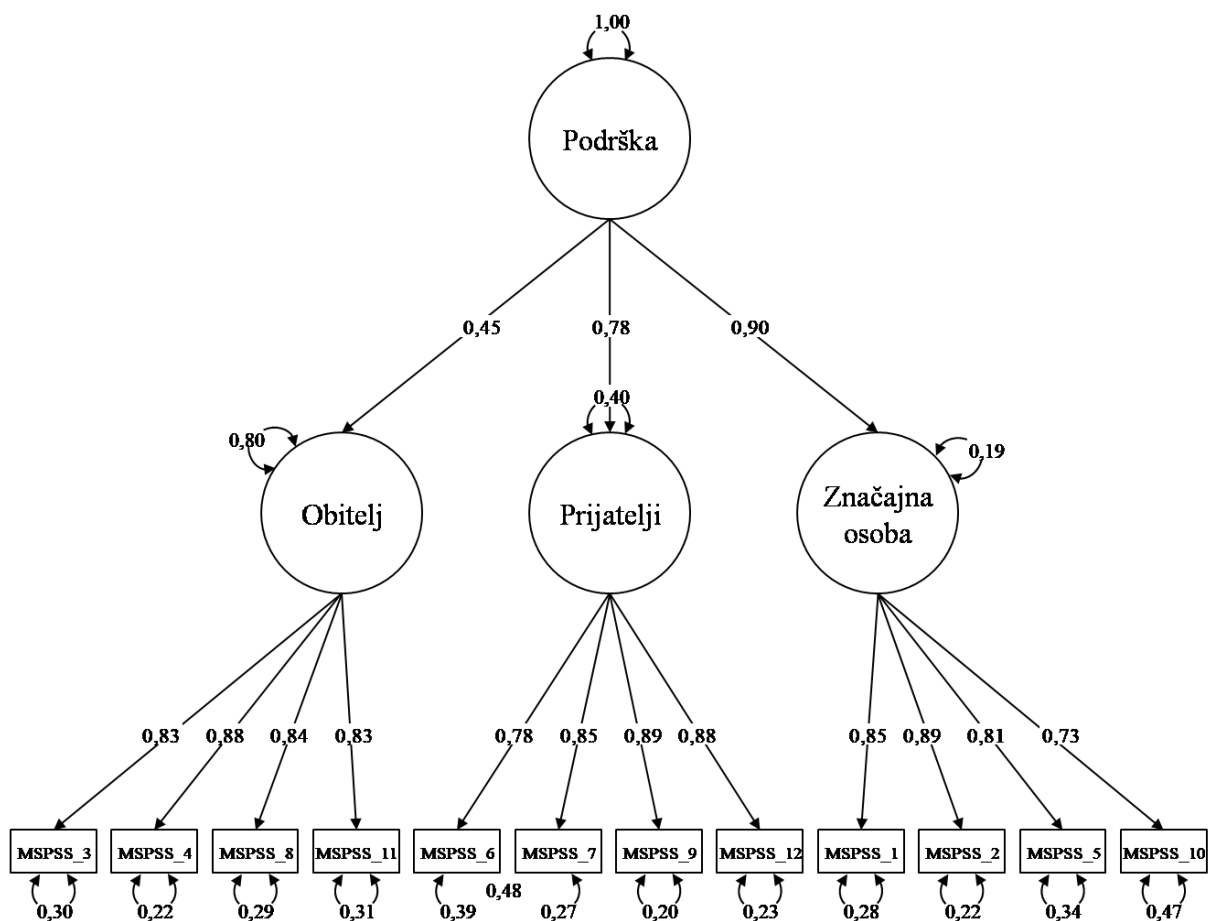 1,00
Podrška
0,45
0,78
0,90
0,80
0,40
0,19
Obitelj
Prijatelji
Značajna
osoba
0,83
0,88
0,84
0,83
0,78
0,85
0,89
0,88
0,85
0,89
0,81
0,73
MSPSS_3
MSPSS_4
MSPSS_8
MSPSS_11
MSPSS_6
MSPSS_7
MSPSS_9
MSPSS_12
MSPSS_1
MSPSS_2
MSPSS_5
MSPSS_10
0,48
0,30
0,22
0,29
0,31
0,39
0,27
0,20
0,23
0,28
0,22
0,34
0,47